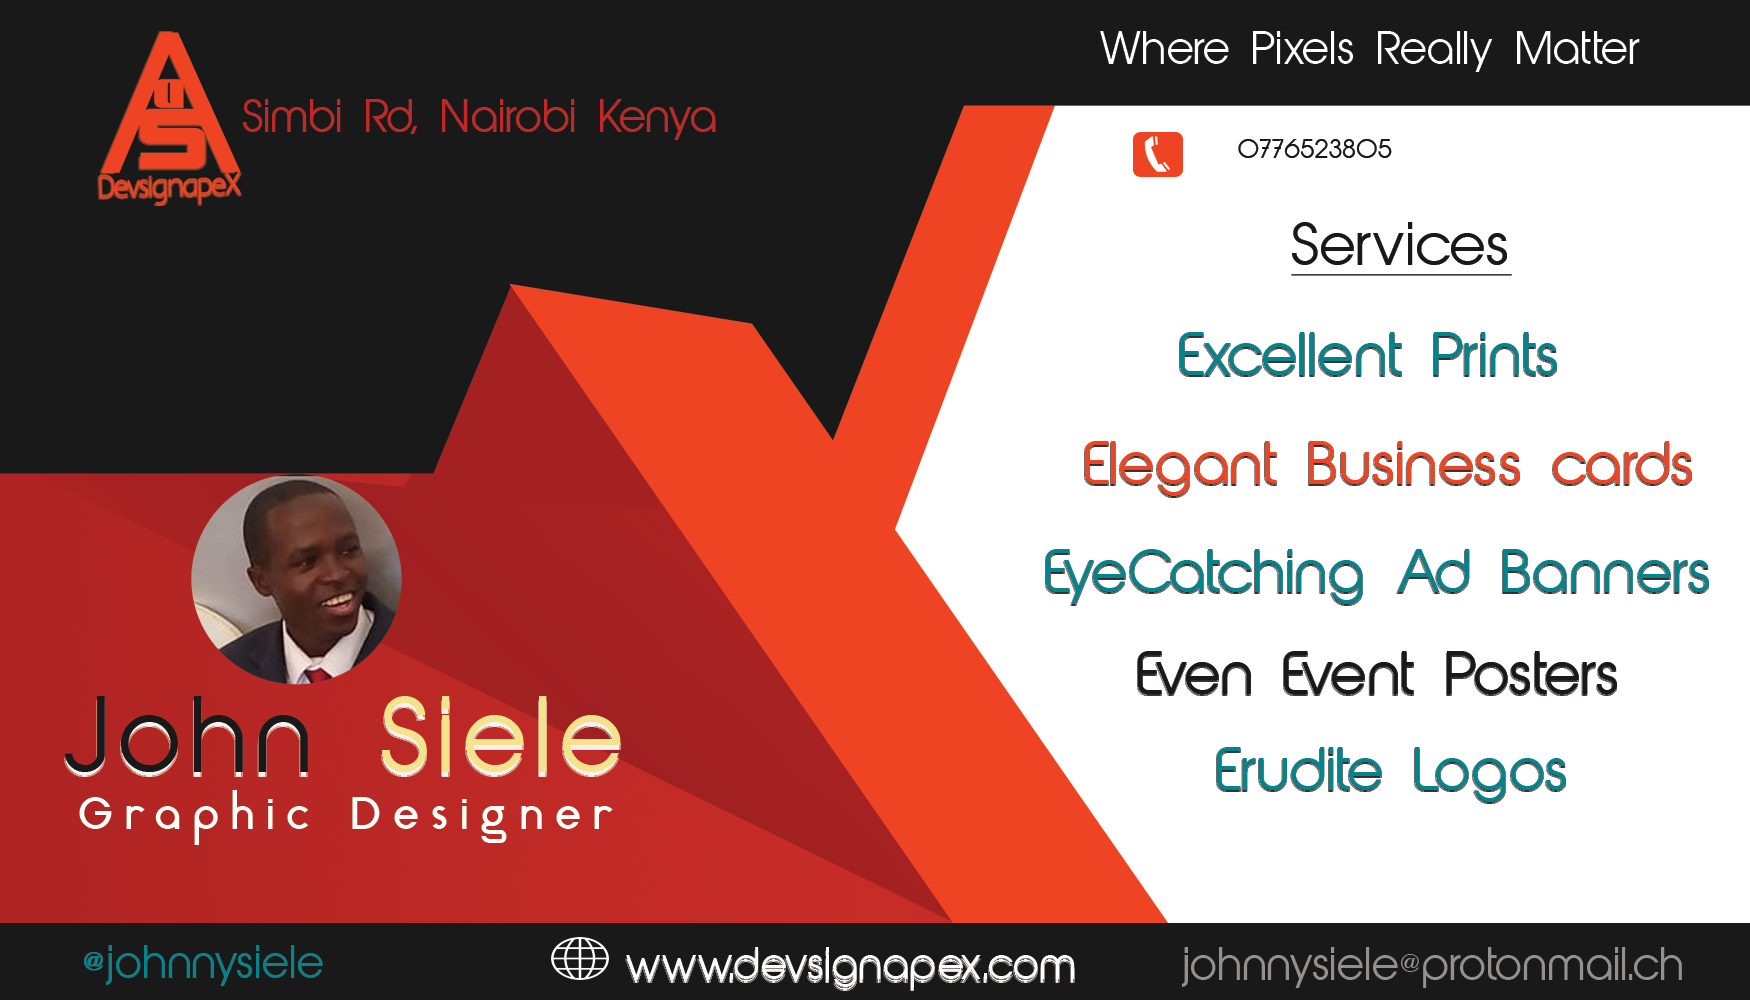 Where Pixels Really Matter
aS
DevsignapeX
Simbi Rd, Nairobi Kenya
0776523805
Services
Excellent Prints
Elegant Business cards
EyeCatching Ad Banners
Even Event Posters
Erudite Logos
John Siele
Graphic Designer
@johnnysiele
www.devsignapex.com
johnnysiele@protonmail.ch